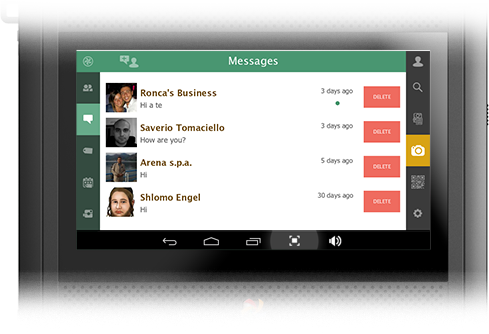 Messages
Ronca's Business
Hi a te
3 days ago
DELETE
Saverio Tomaciello
How are you?
3 days ago
DELETE
Arena s.p.a.
Hi
5 days ago
DELETE
Shlomo Engel
Hi
30 days ago
DELETE